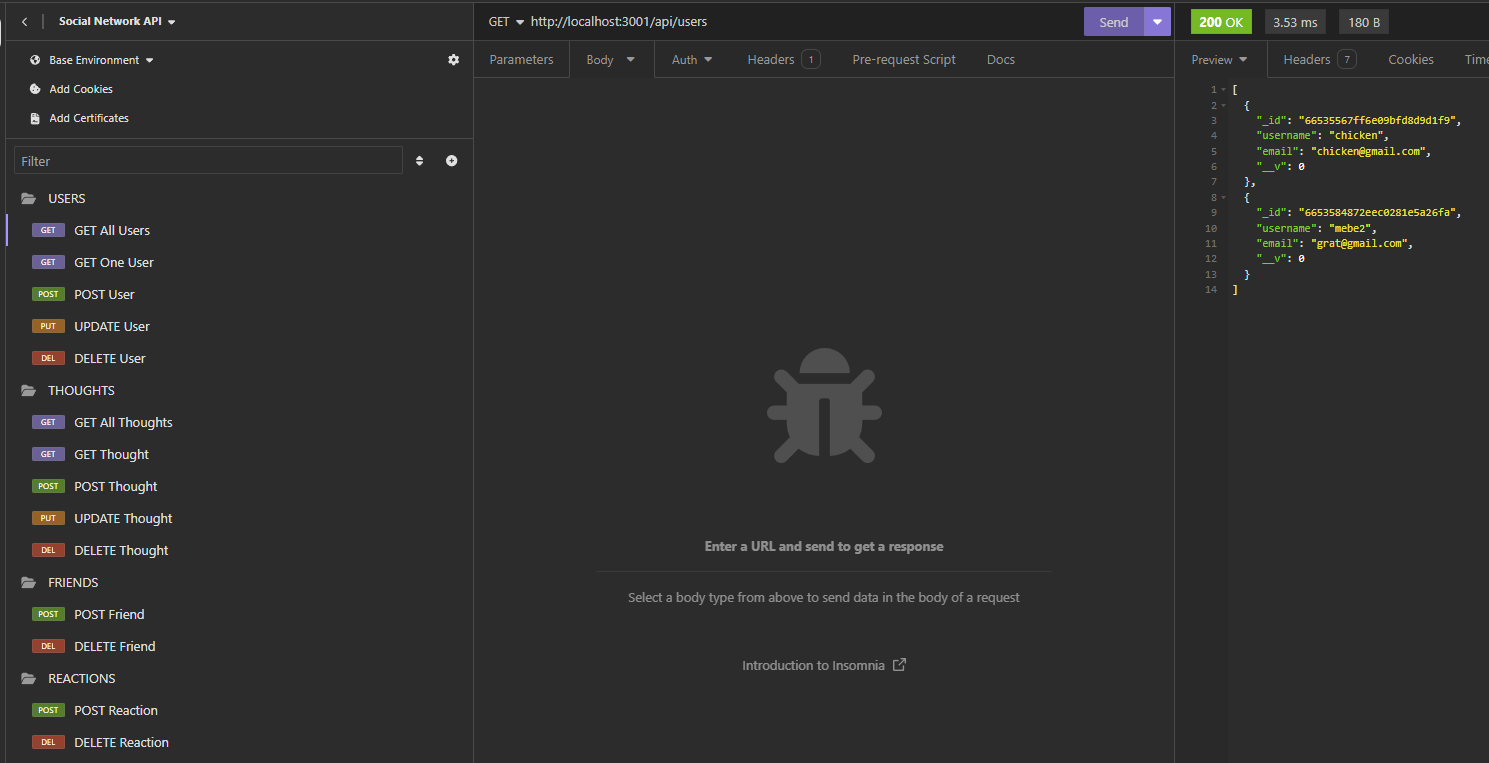 Social Network API
Base Environment
Add Cookies
Add Certificates
Filter
USERS
GET GET All Users
GET GET One User
POST POST User
PUT UPDATE User
DEL DELETE User
THOUGHTS
GET GET All Thoughts
GET GET Thought
POST POST Thought
PUT UPDATE Thought
DEL DELETE Thought
FRIENDS
POST POST Friend
DEL DELETE Friend
REACTIONS
POST POST Reaction
DEL DELETE Reaction
GET http://localhost:3001/api/users Send
Parameters Body Auth Headers 1 Pre-request Script Docs
Enter a URL and send to get a response
Select a body type from above to send data in the body of a request
Introduction to Insomnia
200 OK 3.53 ms 180 B
Preview Headers 7 Cookies Time
1 [
2 {
3 "_id": "66535567ff6e09bfd8d9d1f9",
4 "username": "chicken",
5 "email": "chicken@gmail.com",
6 "__v": 0
7 },
8 {
9 "_id": "6653584872eec0281e5a26fa",
10 "username": "mebe2",
11 "email": "grat@gmail.com",
12 "__v": 0
13 }
14 ]